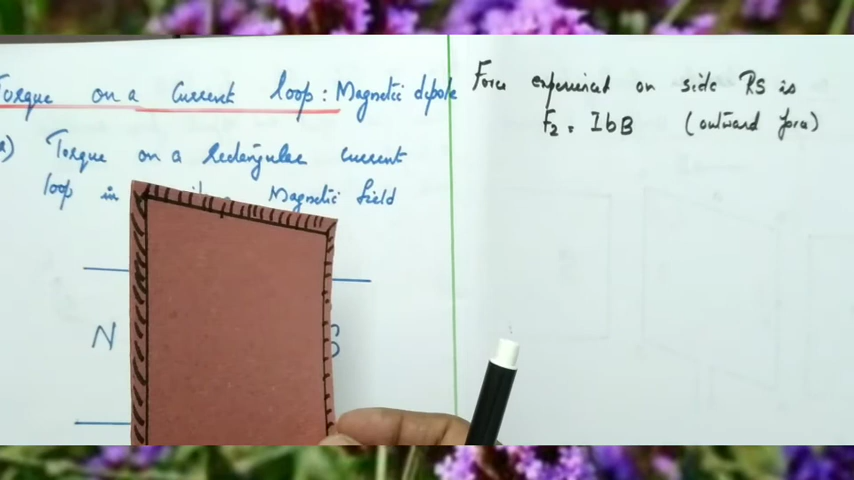 Torque on a Current loop : Magnetic dipole
a) Torque on a rectangular current
loop in Magnetic field
N S
Force experienced on side RS is
F₂ = IbB (outward force)